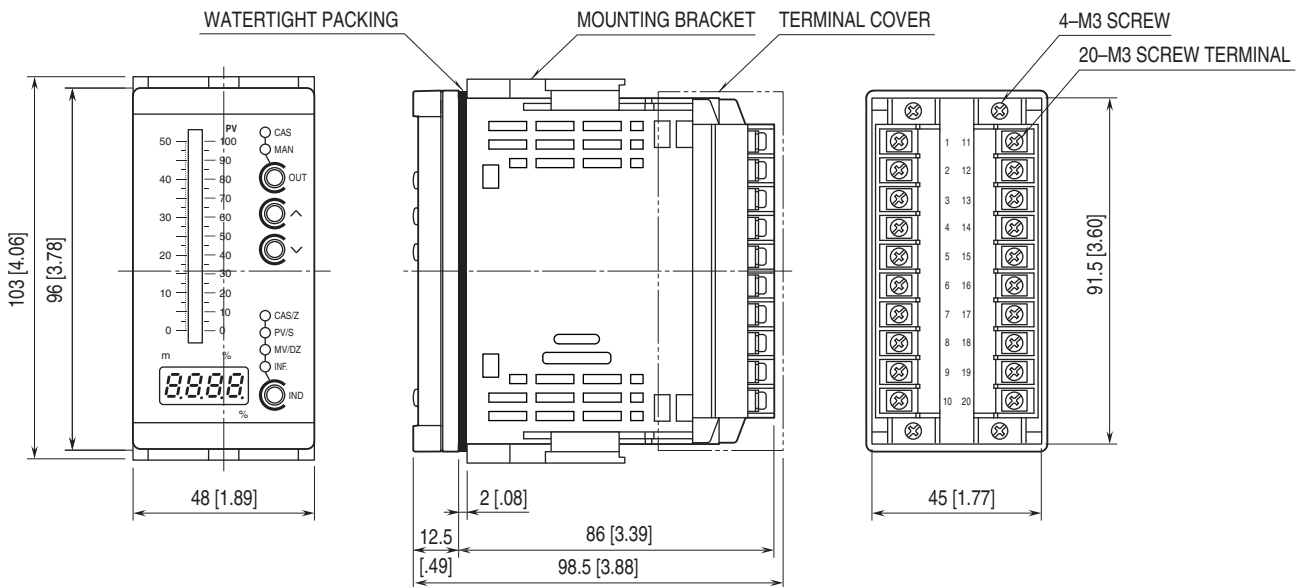 WATERTIGHT PACKING
MOUNTING BRACKET
TERMINAL COVER
4–M3 SCREW
20–M3 SCREW TERMINAL
103 [4.06]
96 [3.78]
PV
50
40
30
20
10
0
100
90
80
70
60
50
40
30
20
10
0
m
%
CAS
MAN
OUT
CAS/Z
PV/S
MV/DZ
INF.
IND
8.8.8.8
%
48 [1.89]
2 [.08]
12.5
[.49]
86 [3.39]
98.5 [3.88]
1 11
2 12
3 13
4 14
5 15
6 16
7 17
8 18
9 19
10 20
91.5 [3.60]
45 [1.77]